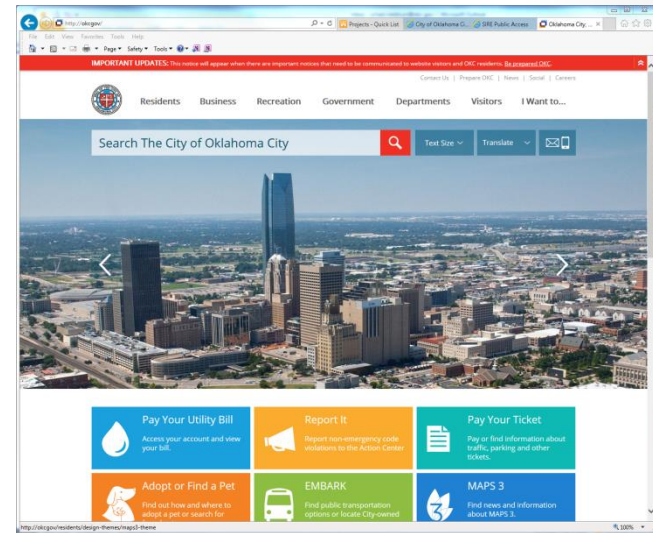 http://okcgov/
Projects - Quick List
City of Oklahoma C...
SIRE Public Access
Oklahoma City, ...
File Edit View Favorites Tools Help
Page Safety Tools
IMPORTANT UPDATES: This notice will appear when there are important notices that need to be communicated to website visitors and OKC residents. Be prepared OKC.
Contact Us | Prepare OKC | News | Social | Careers
Residents Business Recreation Government Departments Visitors I Want to...
Search The City of Oklahoma City
Text Size
Translate
Pay Your Utility Bill
Access your account and view
your bill.
Report It
Report non-emergency code
violations to the Action Center
Pay Your Ticket
Pay or find information about
traffic, parking and other
tickets.
Adopt or Find a Pet
Find out how and where to
adopt a pet or search for
EMBARK
Find public transportation
options or locate City-owned
MAPS 3
Find news and information
about MAPS 3.
http://okcgov/residents/design-themes/maps3-theme
100%